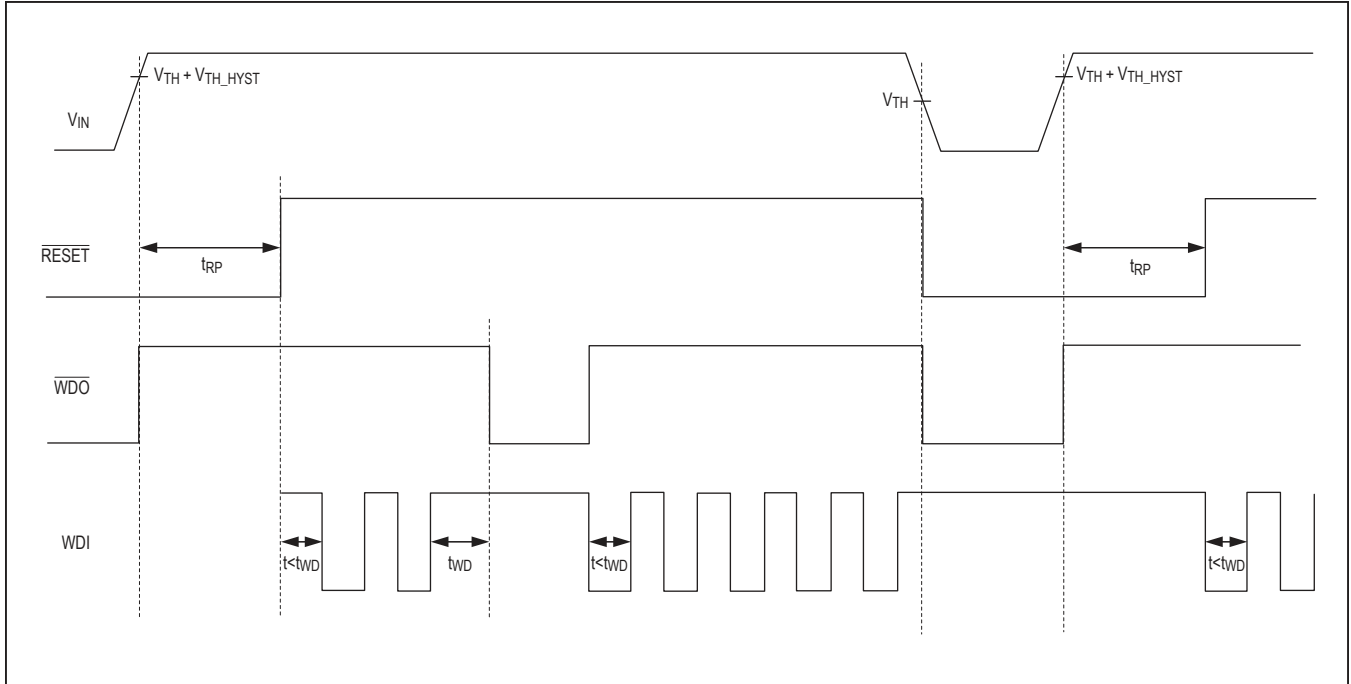 VTH + VTH_HYST
VTH + VTH_HYST
VTH
VIN
RESET
tRP
tRP
WDO
WDI
t<tWD
tWD
t<tWD
t<tWD